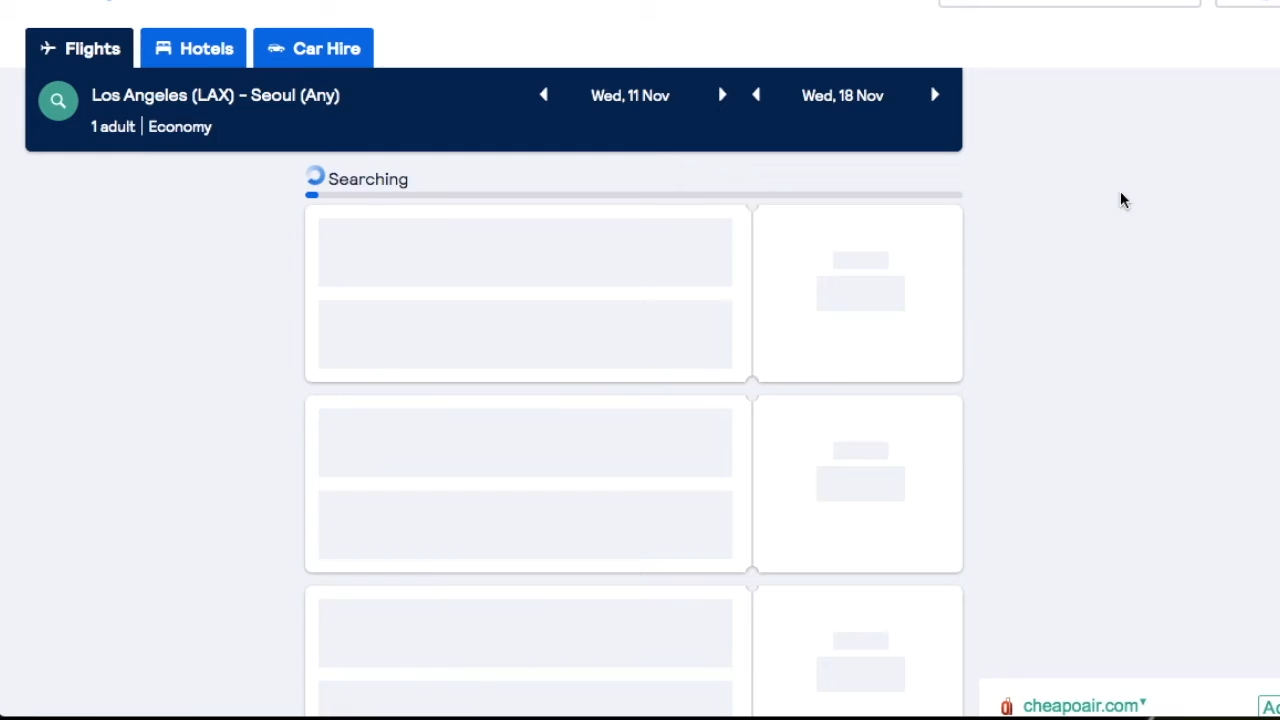 Flights
Hotels
Car Hire
Los Angeles (LAX) – Seoul (Any)
Wed, 11 Nov
Wed, 18 Nov
1 adult | Economy
Searching
cheapoair.com